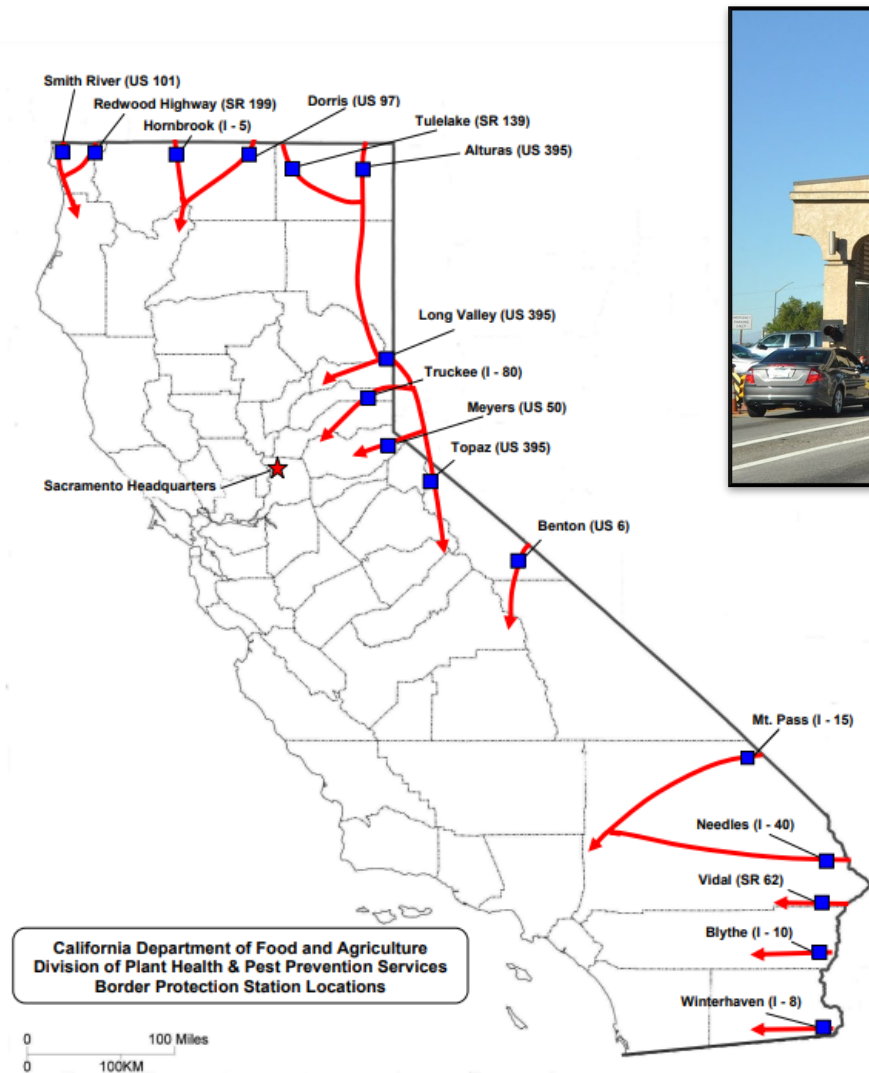 Smith River (US 101)
Redwood Highway (SR 199)
Hornbrook (I - 5)
Dorris (US 97)
Tulelake (SR 139)
Alturas (US 395)
Long Valley (US 395)
Truckee (I - 80)
Meyers (US 50)
Topaz (US 395)
Sacramento Headquarters
Benton (US 6)
Mt. Pass (I - 15)
Needles (I - 40)
Vidal (SR 62)
Blythe (I - 10)
Winterhaven (I - 8)
California Department of Food and Agriculture
Division of Plant Health & Pest Prevention Services
Border Protection Station Locations
0 100 Miles
0 100KM